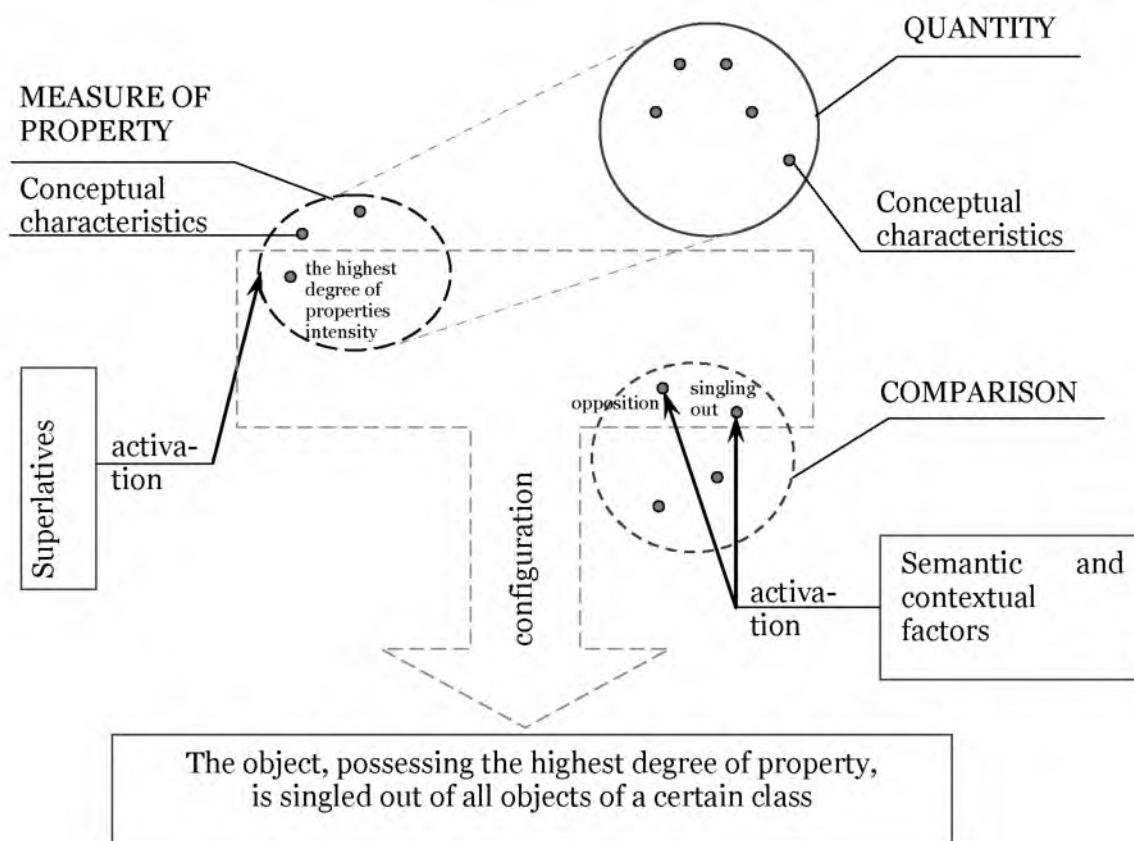 QUANTITY
MEASURE OF
PROPERTY
Conceptual
characteristics
Conceptual
characteristics
the highest
degree of
properties
intensity
singling
out
opposition
COMPARISON
Superlatives
activa-
tion
configuration
Semantic and
contextual
factors
activa-
tion
The object, possessing the highest degree of property,
is singled out of all objects of a certain class